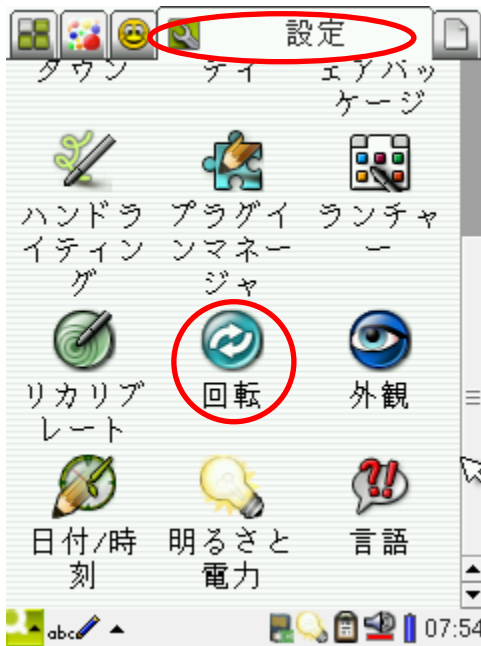 設定
タウン
ティ
ェアパッ
ケージ
ハンドラ
イティン
グ
プラグイ
ンマネー
ジャ
ランチャ
ー
リカリブ
レート
回転
外観
日付/時
刻
明るさと
電力
言語
abc
07:54